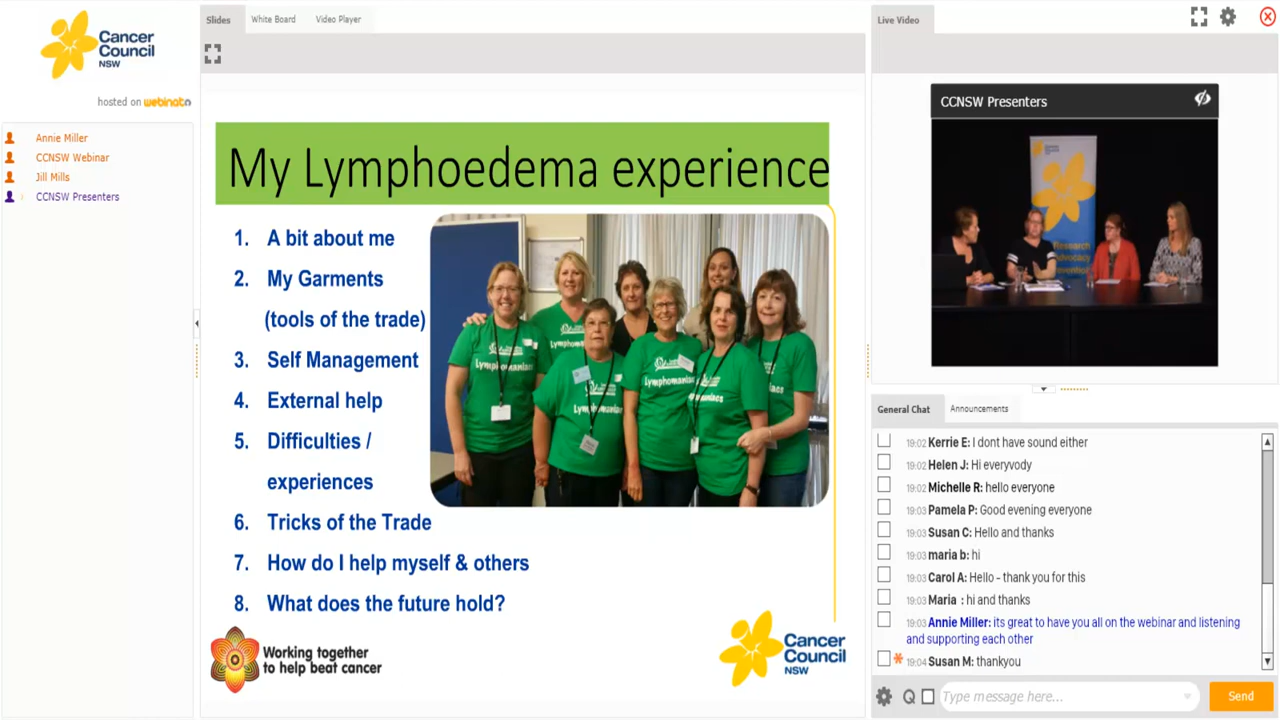 Cancer
Council
NSW
hosted on webinato
Annie Miller
CCNSW Webinar
Jill Mills
CCNSW Presenters
Slides
White Board
Video Player
My Lymphoedema experience
1. A bit about me
2. My Garments
(tools of the trade)
3. Self Management
4. External help
5. Difficulties /
experiences
6. Tricks of the Trade
7. How do I help myself & others
8. What does the future hold?
Lymphomaniacs
Working together
to help beat cancer
Cancer
Council
NSW
Live Video
CCNSW Presenters
Cancer
Council
Research
Advocacy
Prevention
General Chat
Announcements
19:02 Kerrie E: I dont have sound either
19:02 Helen J: Hi everyvody
19:02 Michelle R: hello everyone
19:03 Pamela P: Good evening everyone
19:03 Susan C: Hello and thanks
19:03 maria b: hi
19:03 Carol A: Hello - thank you for this
19:03 Maria : hi and thanks
19:03 Annie Miller: its great to have you all on the webinar and listening
and supporting each other
19:04 Susan M: thankyou
Type message here...
Send